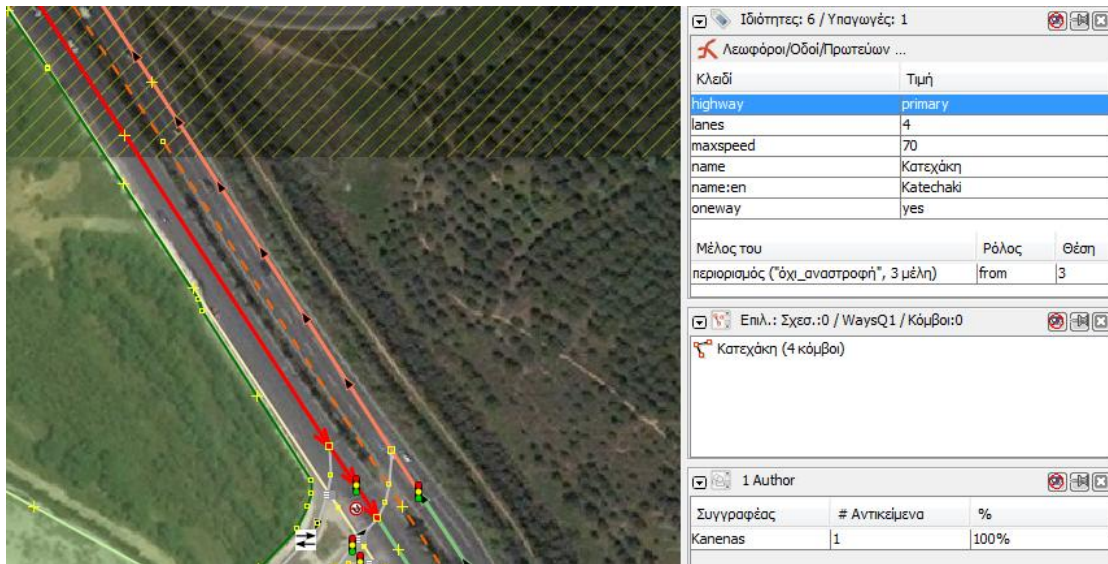 Ιδιότητες: 6 / Υπαγωγές: 1
Λεωφόροι/Οδοί/Πρωτεύων ...
Κλειδί Τιμή
highway primary
lanes 4
maxspeed 70
name Κατεχάκη
name:en Katechaki
oneway yes
Μέλος του Ρόλος Θέση
περιορισμός ("όχι_αναστροφή", 3 μέλη) from 3
Επιλ.: Σχεσ.:0 / WaysQ1 / Κόμβοι:0
Κατεχάκη (4 κόμβοι)
1 Author
Συγγραφέας # Αντικείμενα %
Kanenas 1 100%